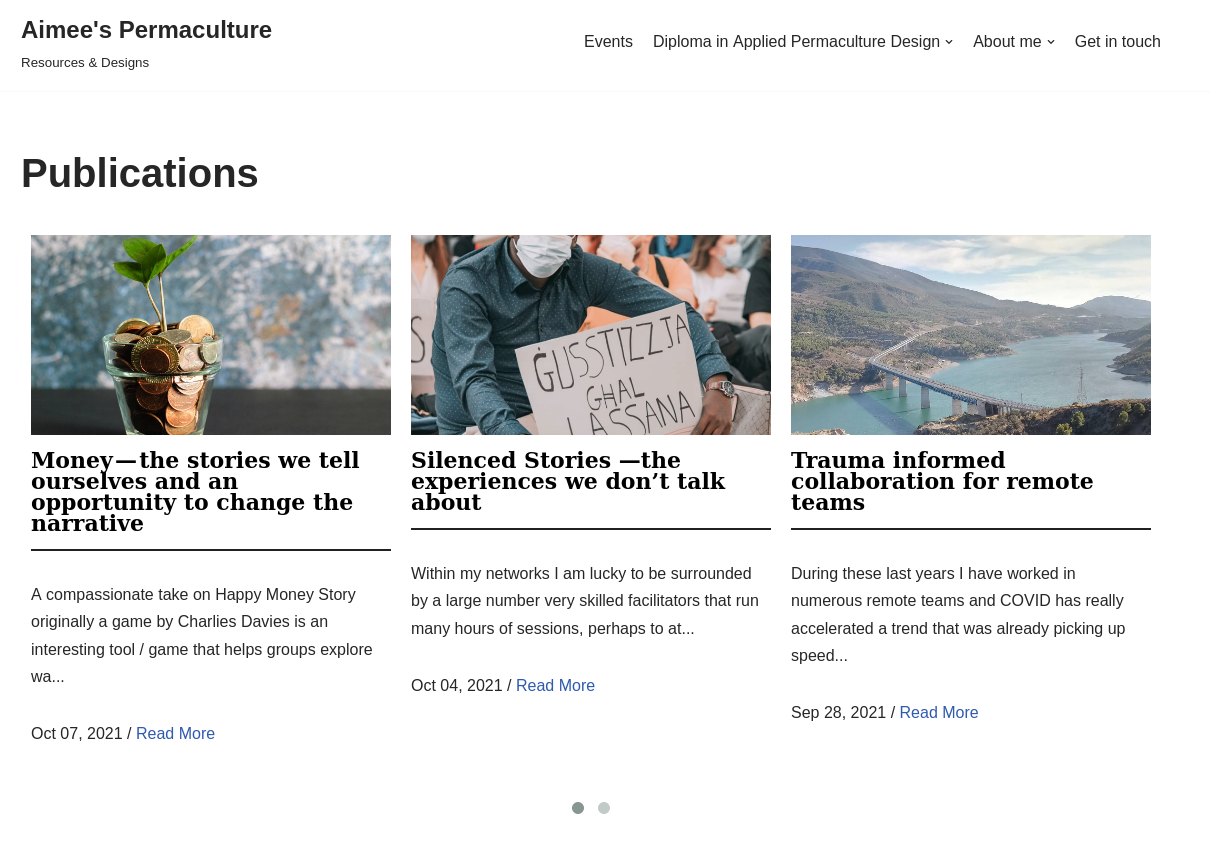 Aimee's Permaculture
Resources & Designs
Events
Diploma in Applied Permaculture Design
About me
Get in touch
Publications
ĠUSSTIZZJA
GĦAL
LASSANA
Money — the stories we tell
ourselves and an
opportunity to change the
narrative
A compassionate take on Happy Money Story
originally a game by Charlies Davies is an
interesting tool / game that helps groups explore
wa...
Oct 07, 2021 / Read More
Silenced Stories —the
experiences we don’t talk
about
Within my networks I am lucky to be surrounded
by a large number very skilled facilitators that run
many hours of sessions, perhaps to at...
Oct 04, 2021 / Read More
Trauma informed
collaboration for remote
teams
During these last years I have worked in
numerous remote teams and COVID has really
accelerated a trend that was already picking up
speed...
Sep 28, 2021 / Read More